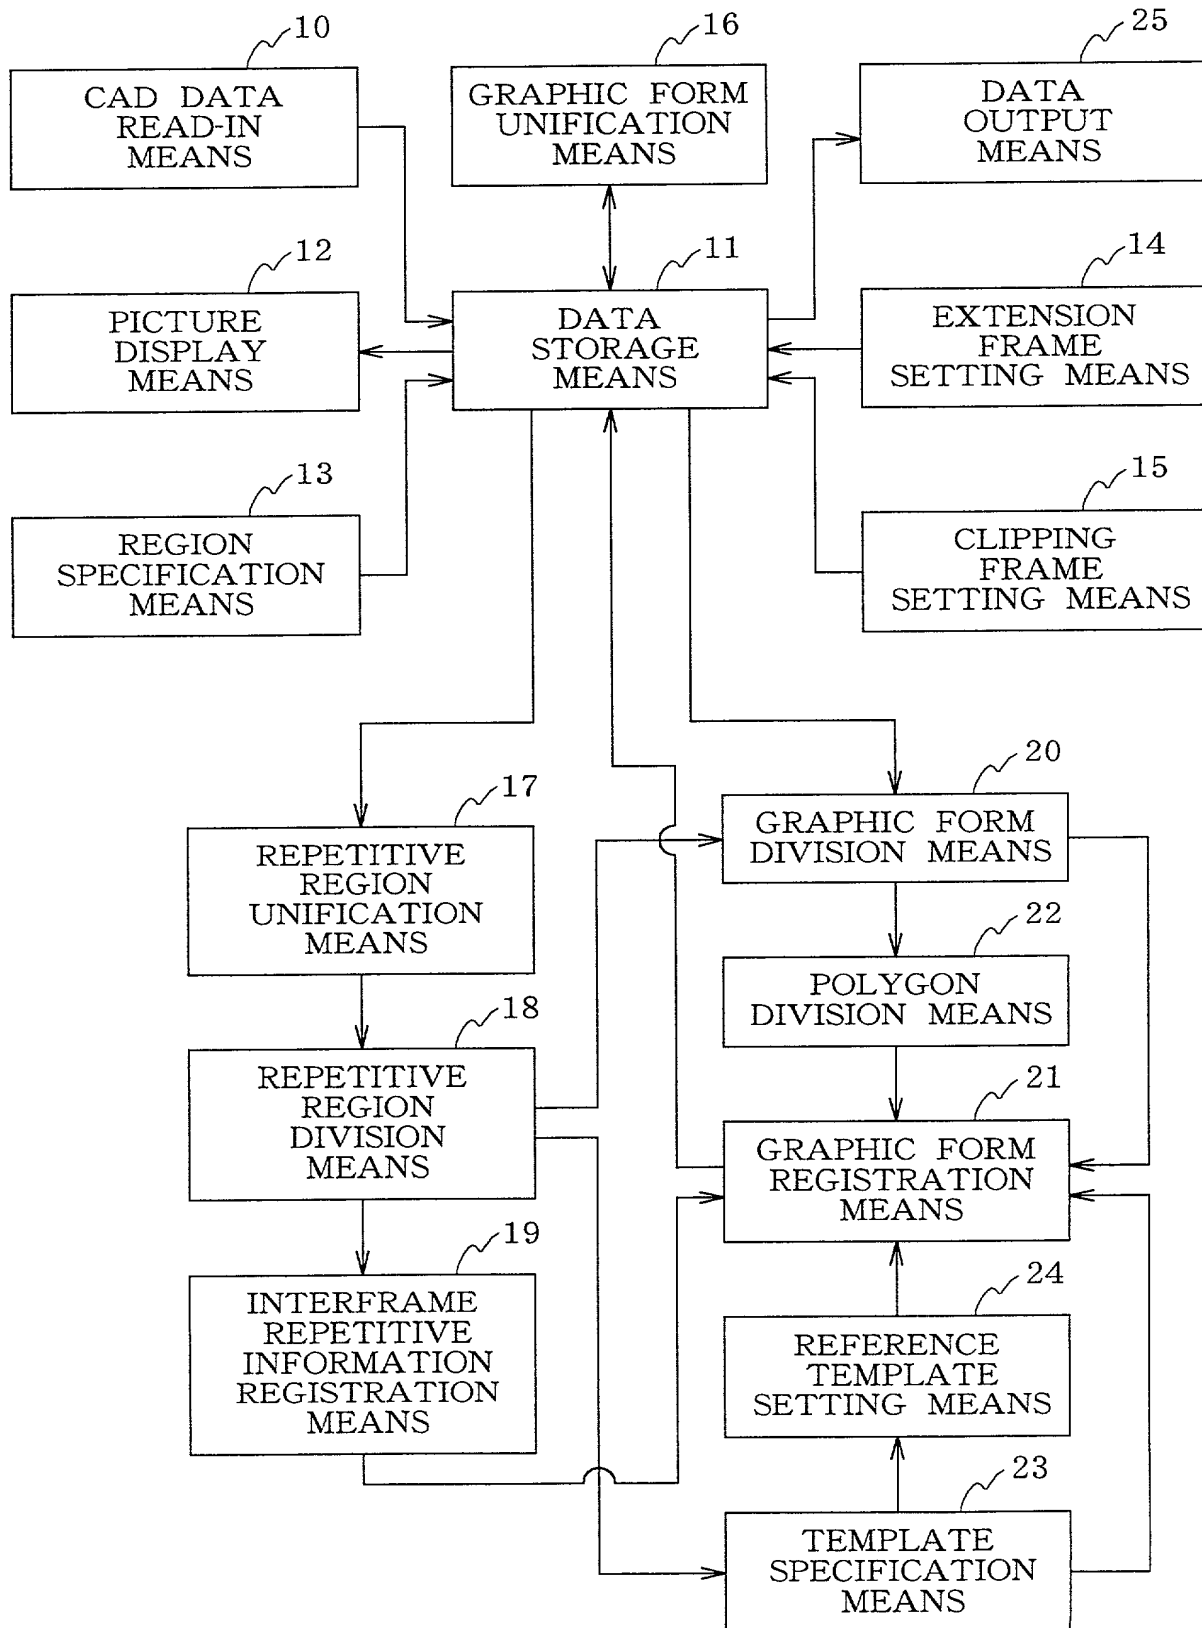 10
CAD DATA
READ-IN
MEANS
16
GRAPHIC FORM
UNIFICATION
MEANS
25
DATA
OUTPUT
MEANS
12
PICTURE
DISPLAY
MEANS
11
DATA
STORAGE
MEANS
14
EXTENSION
FRAME
SETTING MEANS
13
REGION
SPECIFICATION
MEANS
15
CLIPPING
FRAME
SETTING MEANS
17
REPETITIVE
REGION
UNIFICATION
MEANS
20
GRAPHIC FORM
DIVISION MEANS
22
POLYGON
DIVISION MEANS
18
REPETITIVE
REGION
DIVISION
MEANS
21
GRAPHIC FORM
REGISTRATION
MEANS
19
INTERFRAME
REPETITIVE
INFORMATION
REGISTRATION
MEANS
24
REFERENCE
TEMPLATE
SETTING MEANS
23
TEMPLATE
SPECIFICATION
MEANS